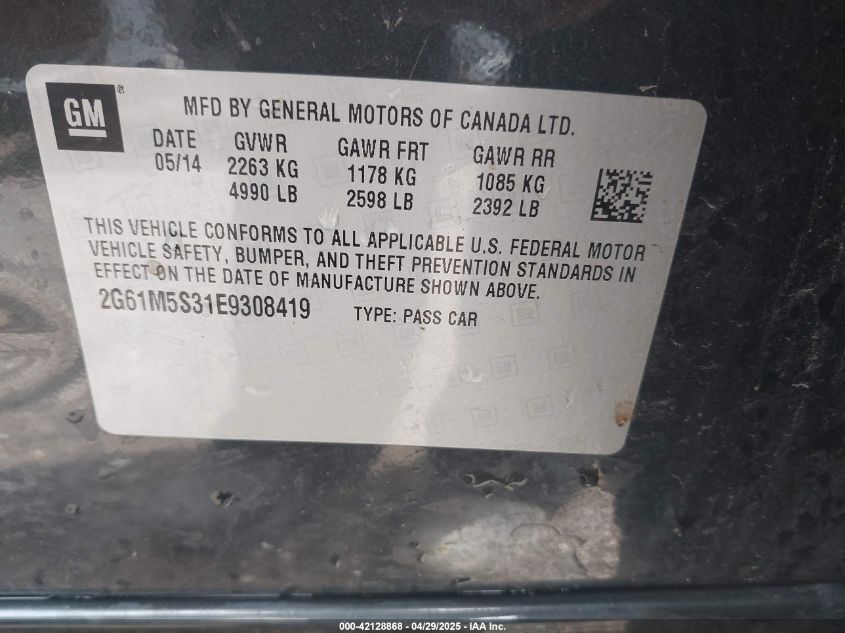 GM ®
MFD BY GENERAL MOTORS OF CANADA LTD.
DATE GVWR GAWR FRT GAWR RR
05/14 2263 KG 1178 KG 1085 KG
4990 LB 2598 LB 2392 LB
THIS VEHICLE CONFORMS TO ALL APPLICABLE U.S. FEDERAL MOTOR
VEHICLE SAFETY, BUMPER, AND THEFT PREVENTION STANDARDS IN
EFFECT ON THE DATE OF MANUFACTURE SHOWN ABOVE.
2G61M5S31E9308419 TYPE: PASS CAR
000-42128868 - 04/29/2025 - IAA Inc.